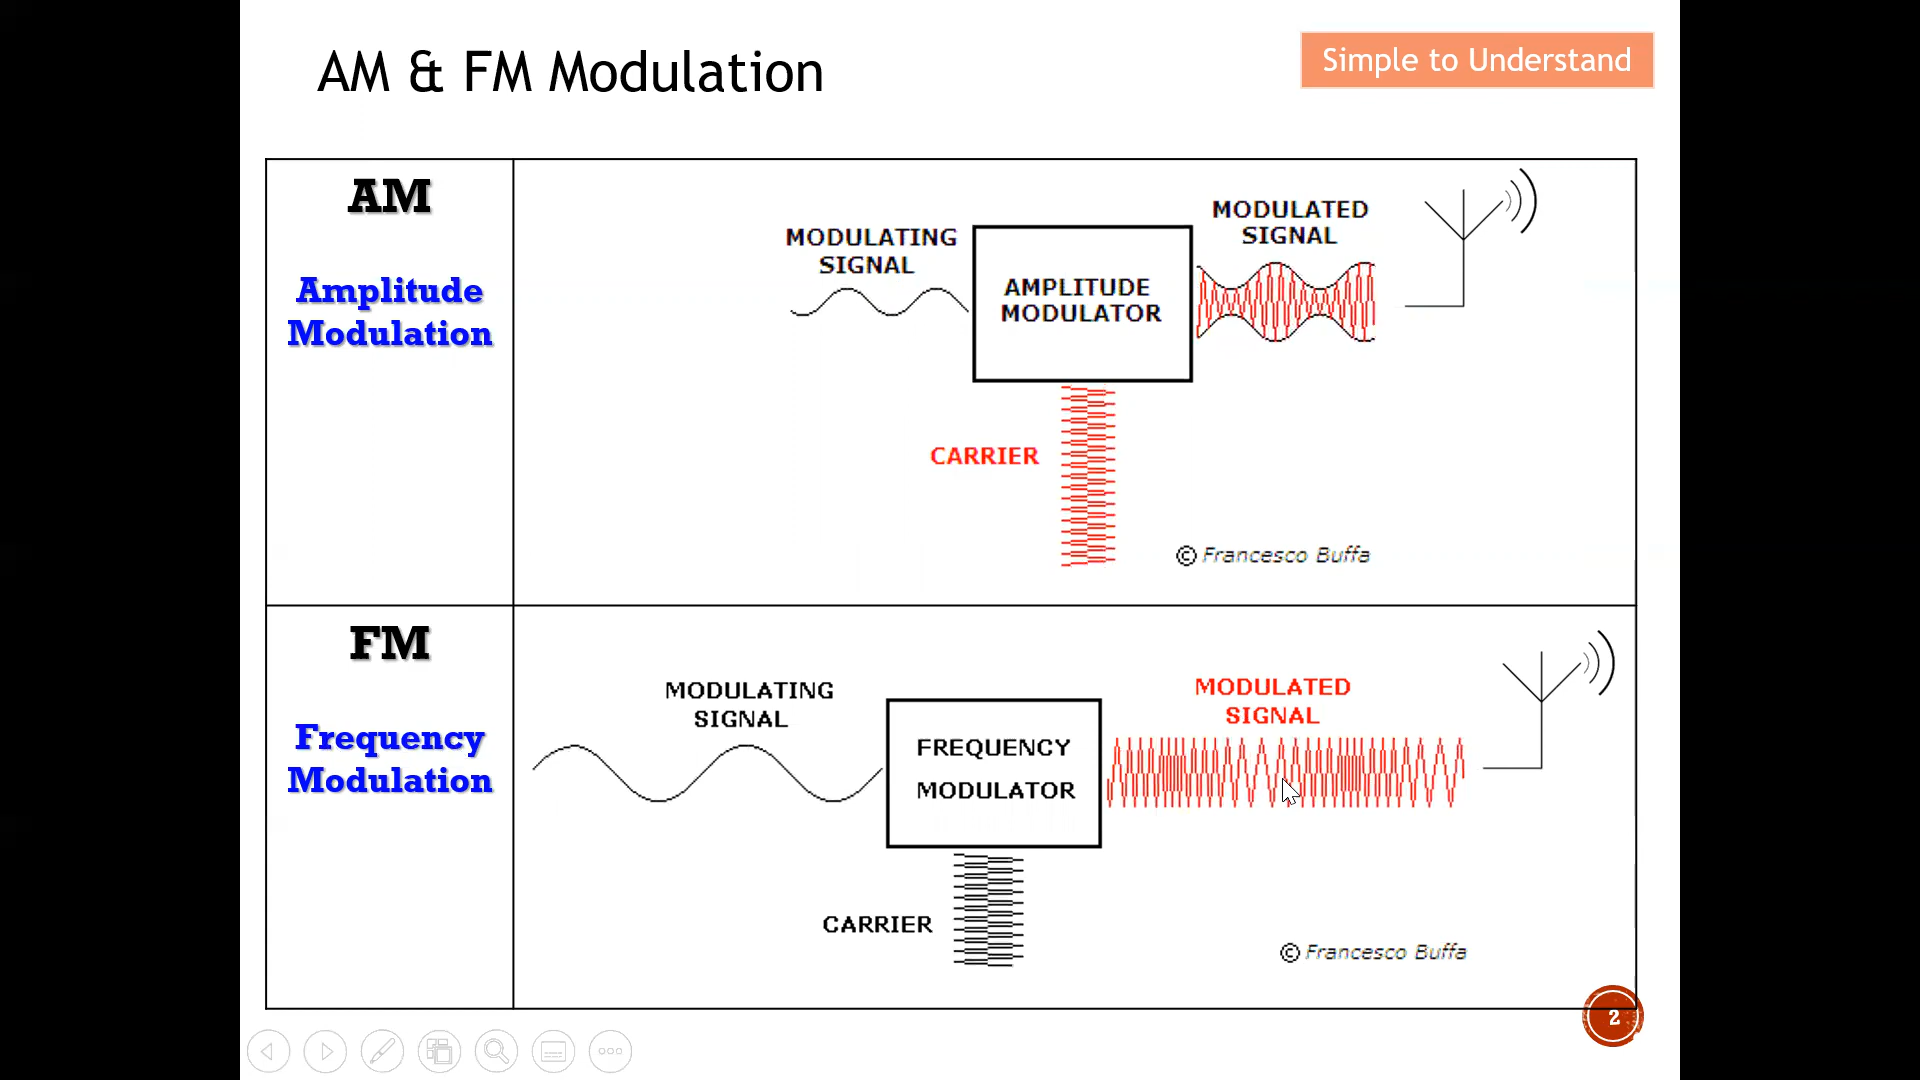 AM & FM Modulation
Simple to Understand
AM
Amplitude
Modulation
MODULATING
SIGNAL
AMPLITUDE
MODULATOR
MODULATED
SIGNAL
CARRIER
© Francesco Buffa
FM
Frequency
Modulation
MODULATING
SIGNAL
FREQUENCY
MODULATOR
MODULATED
SIGNAL
CARRIER
© Francesco Buffa
2